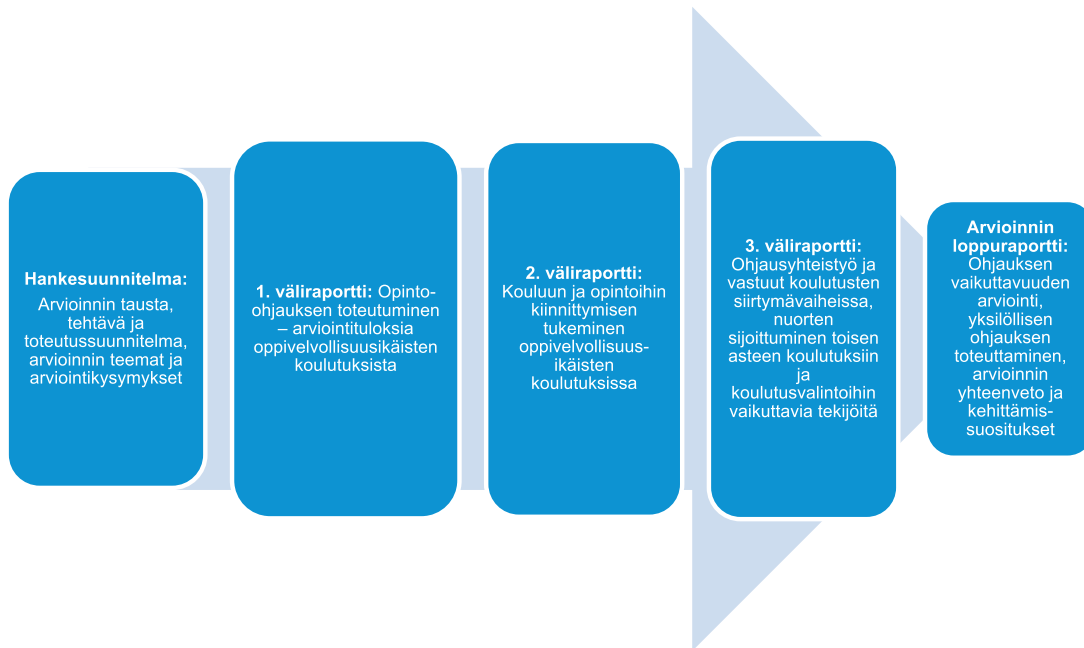 Hankesuunnitelma:
Arvioinnin tausta,
tehtävä ja
toteutussuunnitelma,
arvioinnin teemat ja
arviointikysymykset
1. väliraportti: Opinto-
ohjauksen toteutuminen
– arviointituloksia
oppivelvollisuusikäisten
koulutuksista
2. väliraportti:
Kouluun ja opintoihin
kiinnittymisen
tukeminen
oppivelvollisuus-
ikäisten
koulutuksissa
3. väliraportti:
Ohjausyhteistyö ja
vastuut koulutusten
siirtymävaiheissa,
nuorten
sijoittuminen toisen
asteen koulutuksiin
ja
koulutusvalintoihin
vaikuttavia tekijöitä
Arvioinnin
loppuraportti:
Ohjauksen
vaikuttavuuden
arviointi,
yksilöllisen
ohjauksen
toteuttaminen,
arvioinnin
yhteenveto ja
kehittämis-
suositukset